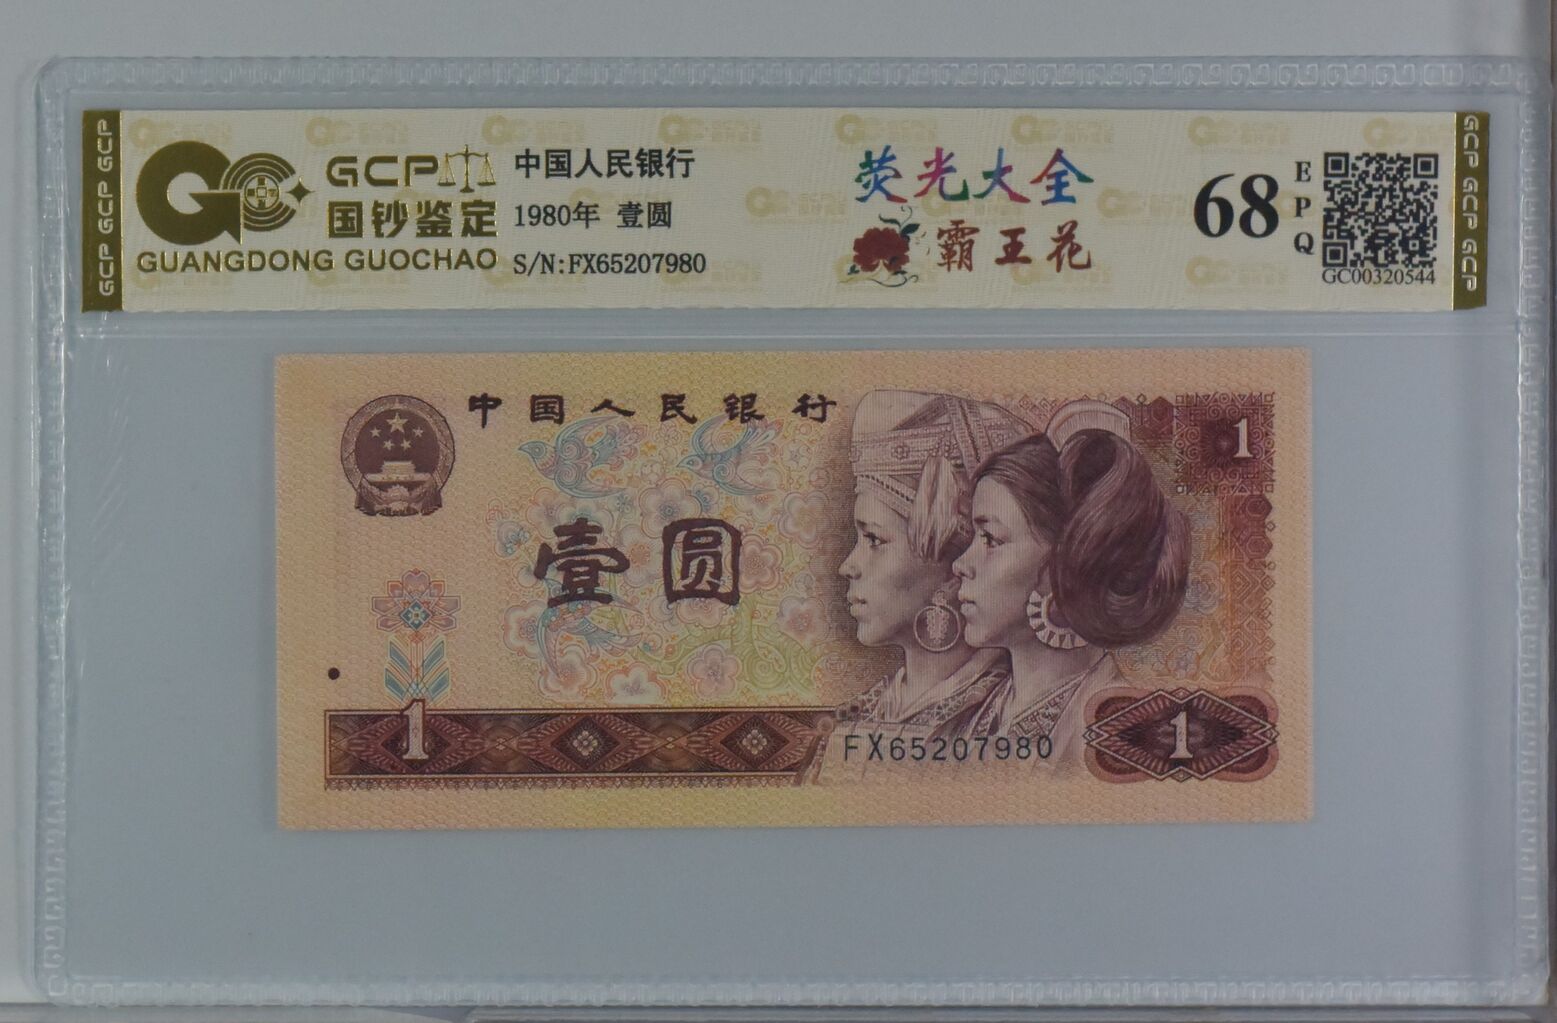 GCP GCP GCP
GCP
国钞鉴定
GUANGDONG GUOCHAO
中国人民银行
1980年 壹圆
S/N:FX65207980
荧光大全
霸王花
68
EPQ
GC00320544
GCP GCP GCP
中国人民银行
1
壹圆
1
FX65207980
1